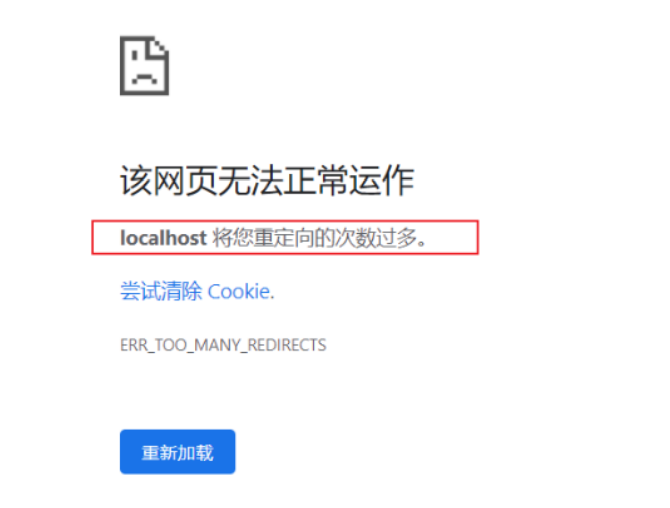 该网页无法正常运作
localhost 将您重定向的次数过多。
尝试清除 Cookie.
ERR_TOO_MANY_REDIRECTS
重新加载